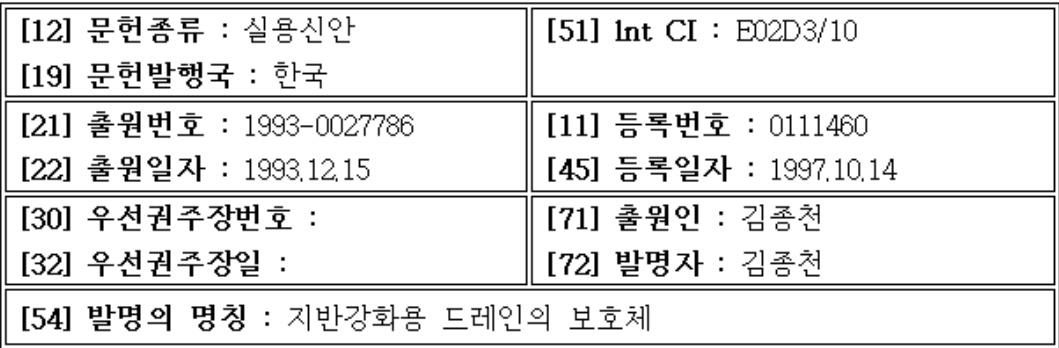 [12] 문헌종류 : 실용신안
[19] 문헌발행국 : 한국
[51] Int CI : E02D3/10
[21] 출원번호 : 1993-0027786
[22] 출원일자 : 1993.12.15
[11] 등록번호 : 0111460
[45] 등록일자 : 1997.10.14
[30] 우선권주장번호 :
[32] 우선권주장일 :
[71] 출원인 : 김종천
[72] 발명자 : 김종천
[54] 발명의 명칭 : 지반강화용 드레인의 보호체